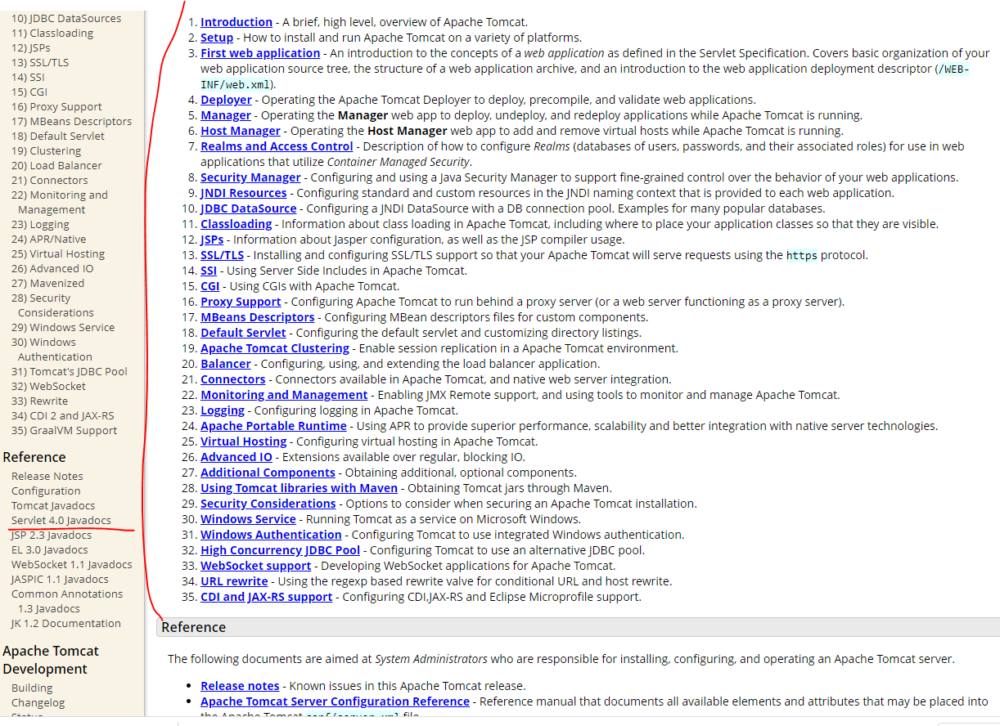 10) JDBC DataSources
11) Classloading
12) JSPs
13) SSL/TLS
14) SSI
15) CGI
16) Proxy Support
17) MBeans Descriptors
18) Default Servlet
19) Clustering
20) Load Balancer
21) Connectors
22) Monitoring and
Management
23) Logging
24) APR/Native
25) Virtual Hosting
26) Advanced IO
27) Mavenized
28) Security
Considerations
29) Windows Service
30) Windows
Authentication
31) Tomcat's JDBC Pool
32) WebSocket
33) Rewrite
34) CDI 2 and JAX-RS
35) GraalVM Support
Reference
Release Notes
Configuration
Tomcat Javadocs
Servlet 4.0 Javadocs
JSP 2.3 Javadocs
EL 3.0 Javadocs
WebSocket 1.1 Javadocs
JASPIC 1.1 Javadocs
Common Annotations
1.3 Javadocs
JK 1.2 Documentation
Apache Tomcat
Development
Building
Changelog
Status
1. Introduction - A brief, high level, overview of Apache Tomcat.
2. Setup - How to install and run Apache Tomcat on a variety of platforms.
3. First web application - An introduction to the concepts of a web application as defined in the Servlet Specification. Covers basic organization of your
web application source tree, the structure of a web application archive, and an introduction to the web application deployment descriptor (/WEB-
INF/web.xml).
4. Deployer - Operating the Apache Tomcat Deployer to deploy, precompile, and validate web applications.
5. Manager - Operating the Manager web app to deploy, undeploy, and redeploy applications while Apache Tomcat is running.
6. Host Manager - Operating the Host Manager web app to add and remove virtual hosts while Apache Tomcat is running.
7. Realms and Access Control - Description of how to configure Realms (databases of users, passwords, and their associated roles) for use in web
applications that utilize Container Managed Security.
8. Security Manager - Configuring and using a Java Security Manager to support fine-grained control over the behavior of your web applications.
9. JNDI Resources - Configuring standard and custom resources in the JNDI naming context that is provided to each web application.
10. JDBC DataSource - Configuring a JNDI DataSource with a DB connection pool. Examples for many popular databases.
11. Classloading - Information about class loading in Apache Tomcat, including where to place your application classes so that they are visible.
12. JSPs - Information about Jasper configuration, as well as the JSP compiler usage.
13. SSL/TLS - Installing and configuring SSL/TLS support so that your Apache Tomcat will serve requests using the https protocol.
14. SSI - Using Server Side Includes in Apache Tomcat.
15. CGI - Using CGIs with Apache Tomcat.
16. Proxy Support - Configuring Apache Tomcat to run behind a proxy server (or a web server functioning as a proxy server).
17. MBeans Descriptors - Configuring MBean descriptors files for custom components.
18. Default Servlet - Configuring the default servlet and customizing directory listings.
19. Apache Tomcat Clustering - Enable session replication in a Apache Tomcat environment.
20. Balancer - Configuring, using, and extending the load balancer application.
21. Connectors - Connectors available in Apache Tomcat, and native web server integration.
22. Monitoring and Management - Enabling JMX Remote support, and using tools to monitor and manage Apache Tomcat.
23. Logging - Configuring logging in Apache Tomcat.
24. Apache Portable Runtime - Using APR to provide superior performance, scalability and better integration with native server technologies.
25. Virtual Hosting - Configuring virtual hosting in Apache Tomcat.
26. Advanced IO - Extensions available over regular, blocking IO.
27. Additional Components - Obtaining additional, optional components.
28. Using Tomcat libraries with Maven - Obtaining Tomcat jars through Maven.
29. Security Considerations - Options to consider when securing an Apache Tomcat installation.
30. Windows Service - Running Tomcat as a service on Microsoft Windows.
31. Windows Authentication - Configuring Tomcat to use integrated Windows authentication.
32. High Concurrency JDBC Pool - Configuring Tomcat to use an alternative JDBC pool.
33. WebSocket support - Developing WebSocket applications for Apache Tomcat.
34. URL rewrite - Using the regexp based rewrite valve for conditional URL and host rewrite.
35. CDI and JAX-RS support - Configuring CDI,JAX-RS and Eclipse Microprofile support.
Reference
The following documents are aimed at System Administrators who are responsible for installing, configuring, and operating an Apache Tomcat server.
• Release notes - Known issues in this Apache Tomcat release.
• Apache Tomcat Server Configuration Reference - Reference manual that documents all available elements and attributes that may be placed into
the Apache Tomcat conf/server.xml file.